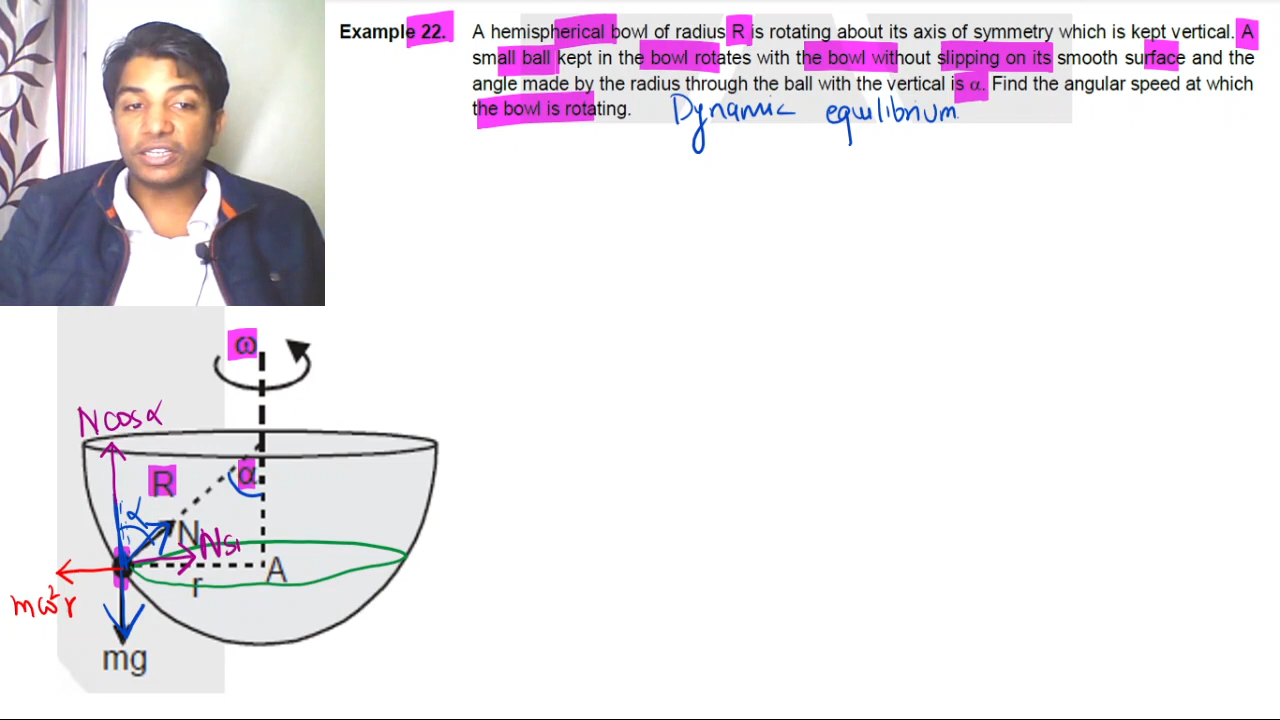 Example 22. A hemispherical bowl of radius R is rotating about its axis of symmetry which is kept vertical. A
small ball kept in the bowl rotates with the bowl without slipping on its smooth surface and the
angle made by the radius through the ball with the vertical is α. Find the angular speed at which
the bowl is rotating. Dynamic equilibrium
ω
N cos α
α
R
α
N
N si
A
r
mω²r
mg